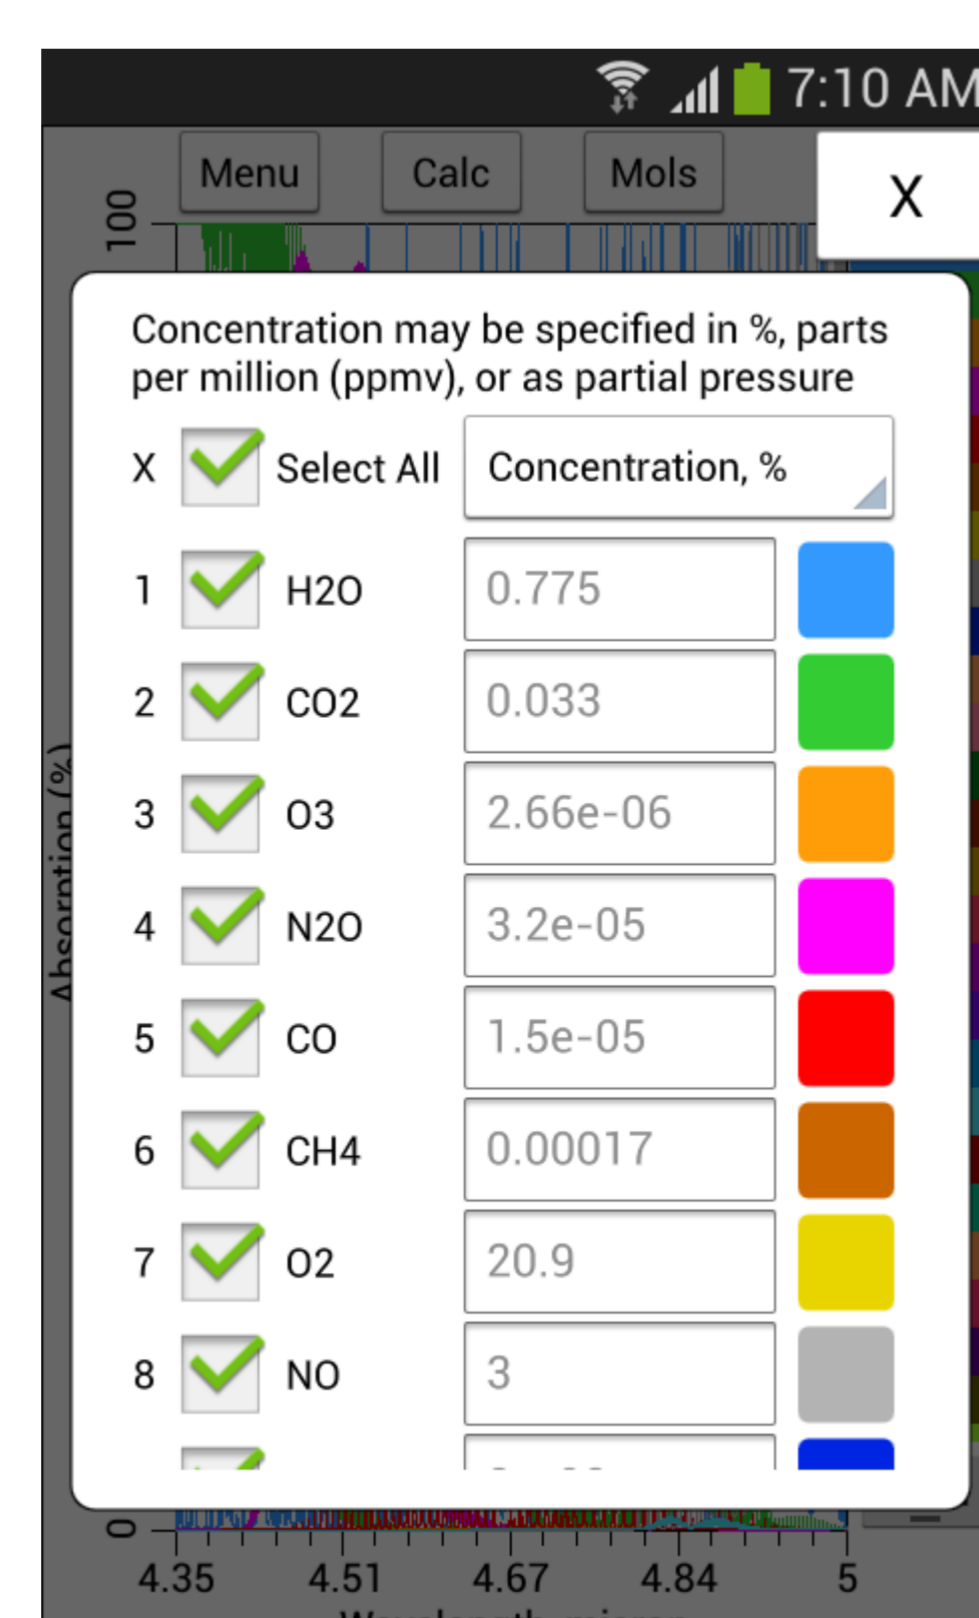 7:10 AM
Menu Calc Mols X
100
Concentration may be specified in %, parts
per million (ppmv), or as partial pressure
X Select All Concentration, %
1 H2O 0.775
2 CO2 0.033
3 O3 2.66e-06
4 N2O 3.2e-05
5 CO 1.5e-05
6 CH4 0.00017
7 O2 20.9
8 NO 3
Absorption (%)
0
4.35 4.51 4.67 4.84 5